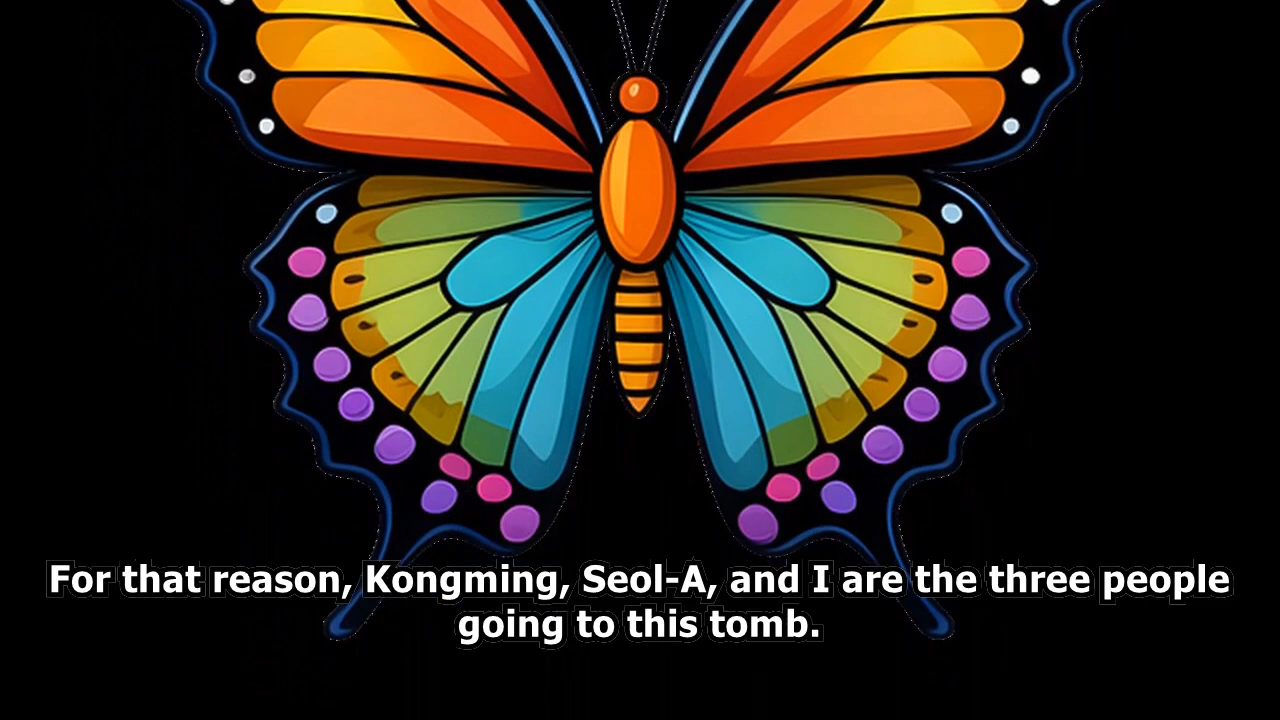 For that reason, Kongming, Seol-A, and I are the three people
going to this tomb.